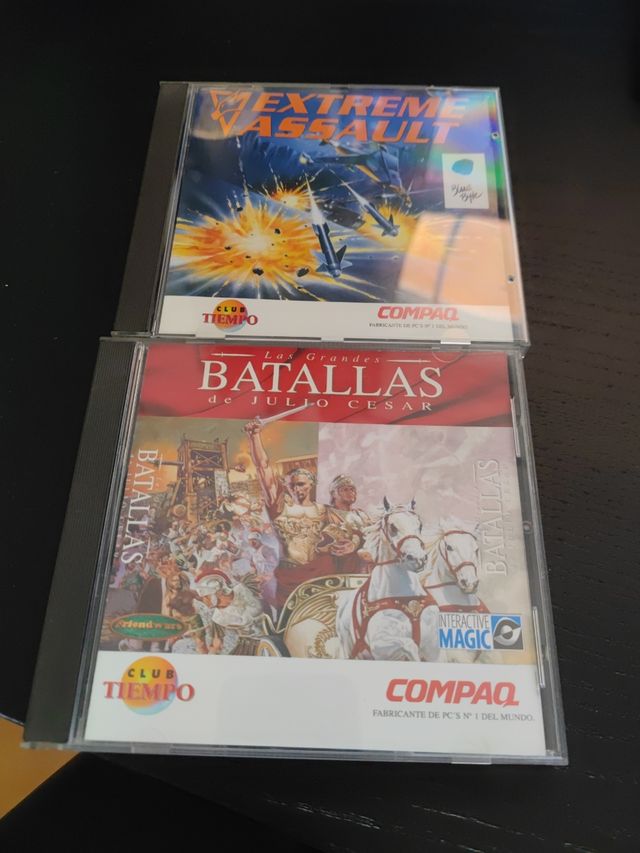 EXTREME
ASSAULT
Blue
Byte
CLUB
TIEMPO
COMPAQ
FABRICANTE DE PC'S Nº 1 DEL MUNDO.
Las Grandes
BATALLAS
de JULIO CESAR
BATALLAS
BATALLAS
Friendware
INTERACTIVE
MAGIC
CLUB
TIEMPO
COMPAQ
FABRICANTE DE PC'S Nº 1 DEL MUNDO.